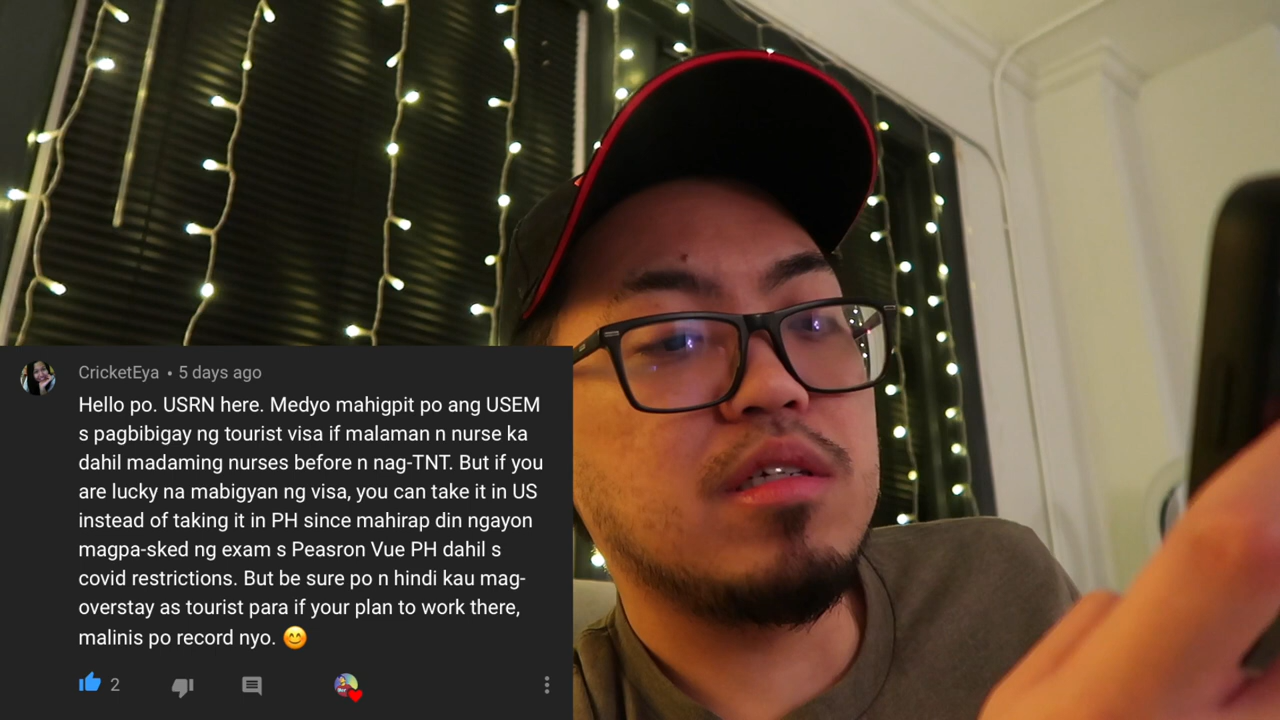 CricketEya • 5 days ago
Hello po. USRN here. Medyo mahigpit po ang USEM
s pagbibigay ng tourist visa if malaman n nurse ka
dahil madaming nurses before n nag-TNT. But if you
are lucky na mabigyan ng visa, you can take it in US
instead of taking it in PH since mahirap din ngayon
magpa-sked ng exam s Peasron Vue PH dahil s
covid restrictions. But be sure po n hindi kau mag-
overstay as tourist para if your plan to work there,
malinis po record nyo. 😊
2